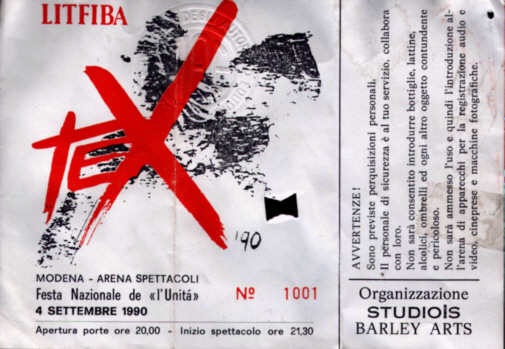 LITFIBA
TEX
'90
MODENA - ARENA SPETTACOLI
Festa Nazionale de «l'Unitá»
Nº 1001
4 SETTEMBRE 1990
Apertura porte ore 20,00 - Inizio spettacolo ore 21,30
AVVERTENZE!
Sono previste perquisizioni personali.
"Il personale di sicurezza è al tuo servizio, collabora
con loro.
Non sarà consentito introdurre bottiglie, lattine,
alcolici, ombrelli ed ogni altro oggetto contundente
e pericoloso.
Non sarà ammesso l'uso e quindi l'introduzione al-
l'arena di apparecchi per la registrazione audio e
video, cineprese e macchine fotografiche.
Organizzazione
STUDIO'S
BARLEY ARTS